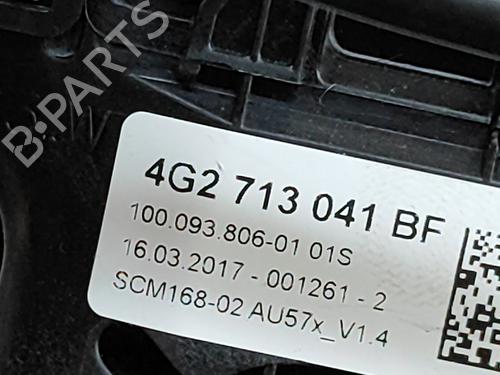 B-PARTS
4G2 713 041 BF
100.093.806-01 01S
16.03.2017 - 001261 - 2
SCM168-02 AU57x_V1.4